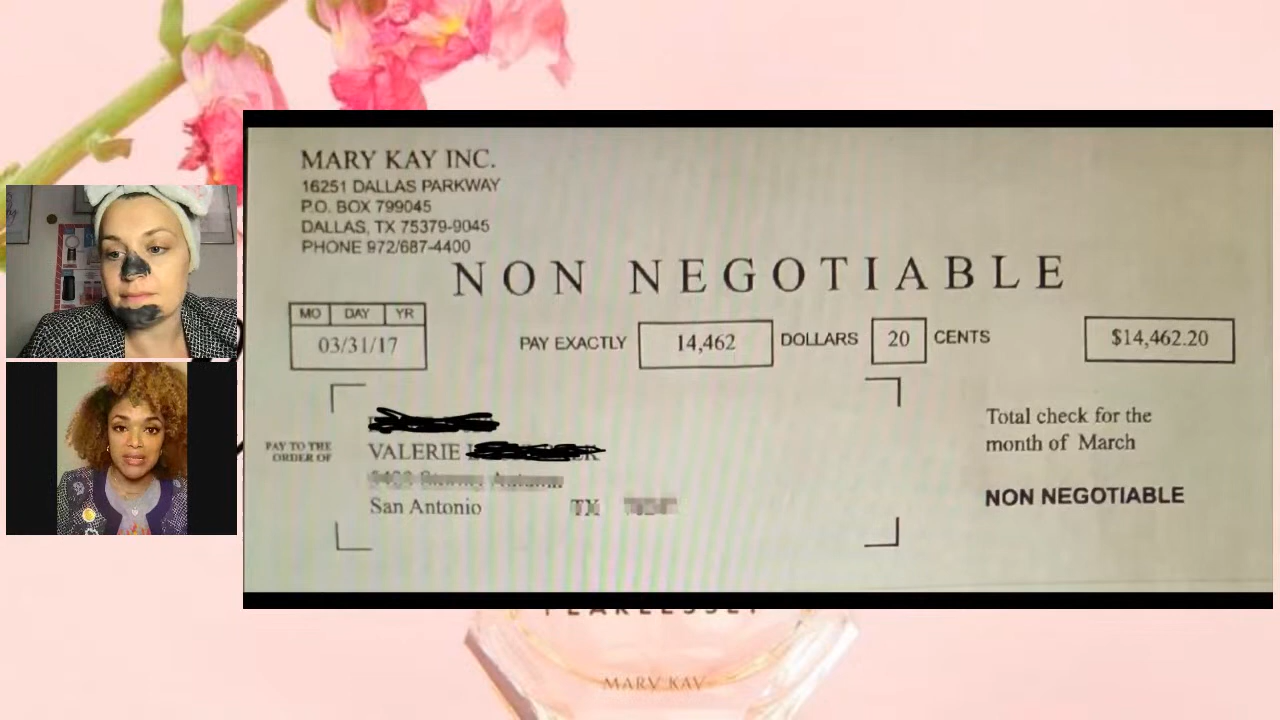 MARY KAY INC.
16251 DALLAS PARKWAY
P.O. BOX 799045
DALLAS, TX 75379-9045
PHONE 972/687-4400
NON NEGOTIABLE
MO DAY YR
03/31/17
PAY EXACTLY 14,462 DOLLARS 20 CENTS $14,462.20
PAY TO THE
ORDER OF
VALERIE
San Antonio TX
Total check for the
month of March
NON NEGOTIABLE
FEARLESSLY
MARY KAY